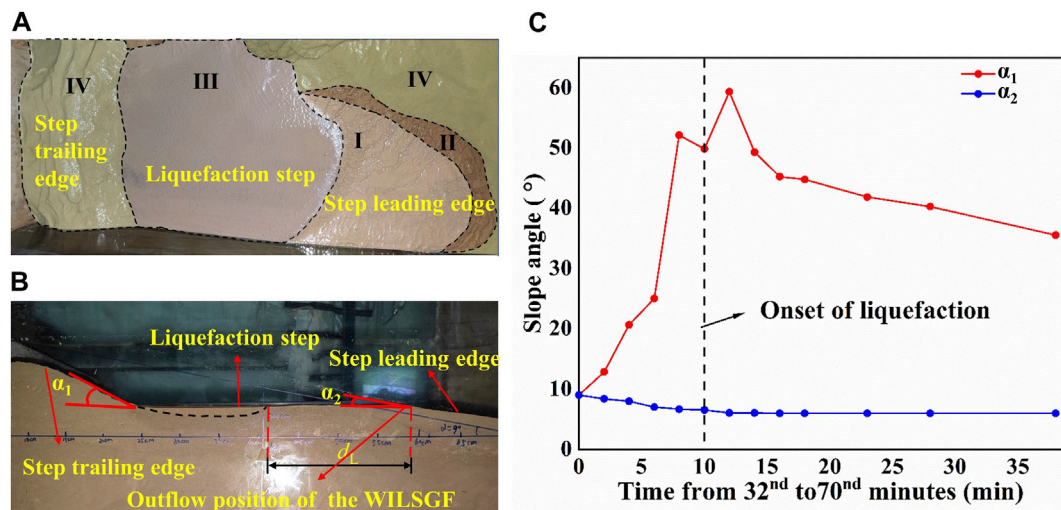 A
IV
III
IV
Step
trailing
edge
Liquefaction step
I
II
Step leading edge
B
Liquefaction step
Step leading edge
α1
α2
dL
Step trailing edge
Outflow position of the WILSGF
C
α1
α2
Onset of liquefaction
Slope angle ( ° )
60
50
40
30
20
10
0
0 5 10 15 20 25 30 35
Time from 32nd to70nd minutes (min)